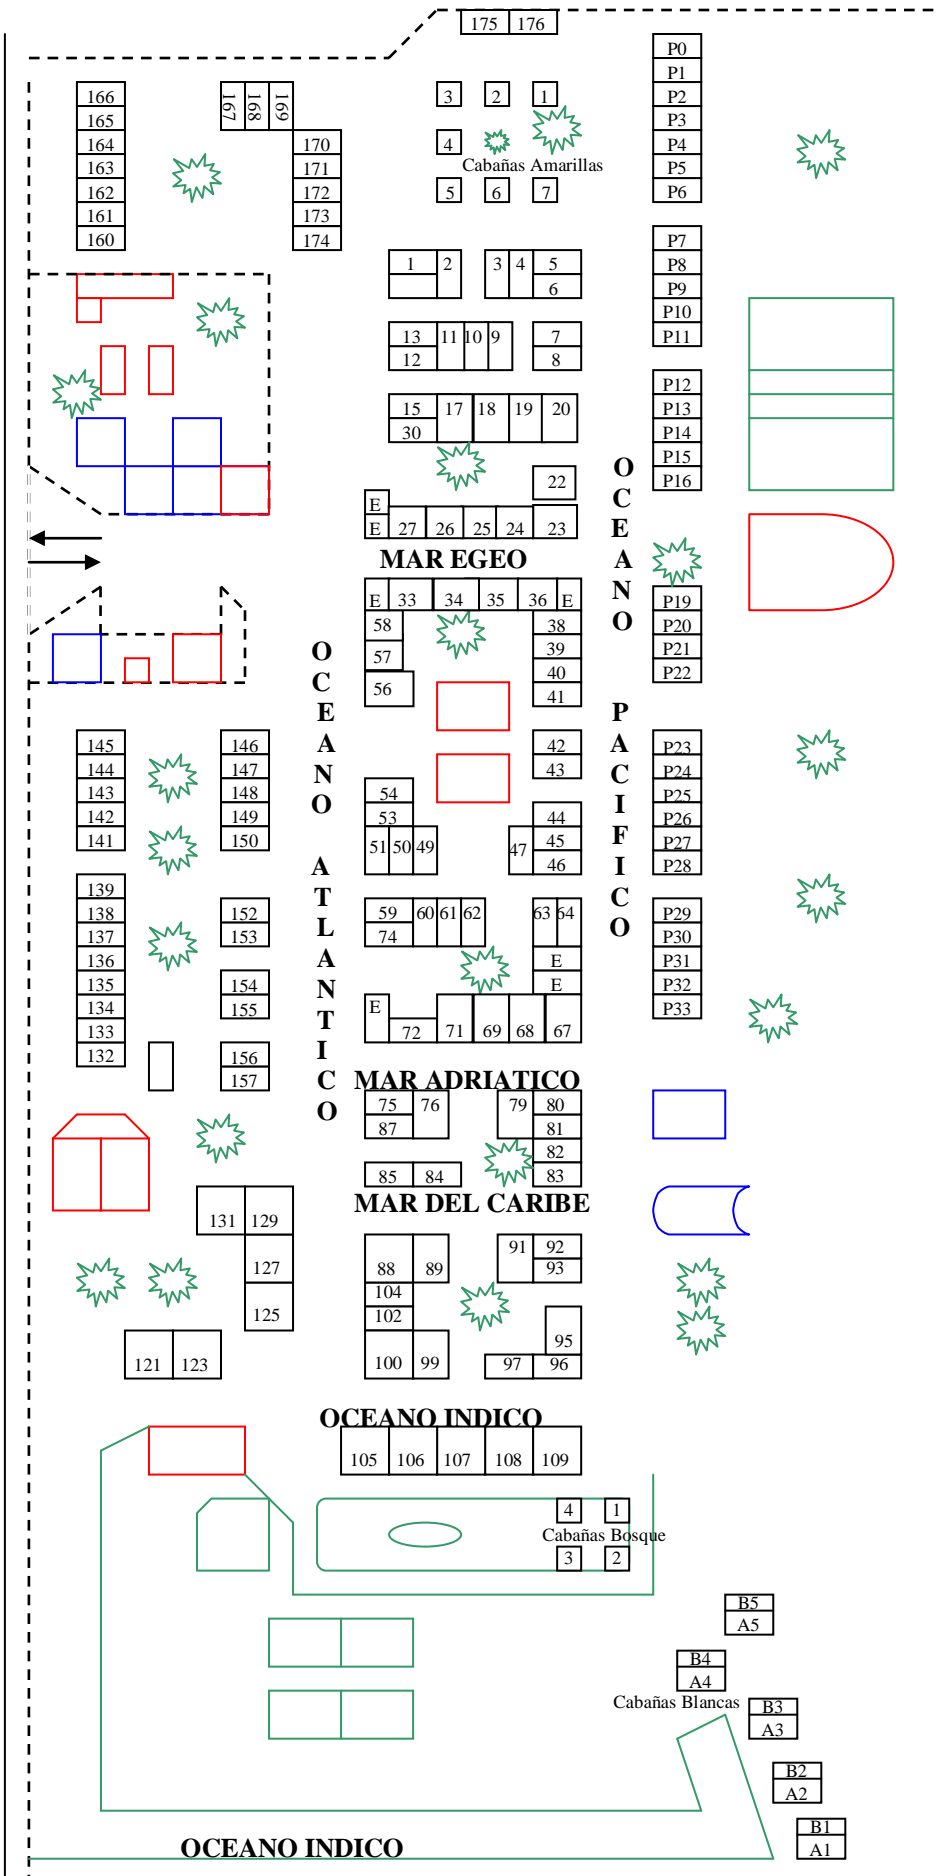 175 176
P0
P1
166 167 168 169 3 2 1 P2
165 P3
164 170 4 P4
Cabañas Amarillas
163 171 P5
162 172 5 6 7 P6
161 173
160 174 P7
1 2 3 4 5 P8
6 P9
P10
13 11 10 9 7 P11
12 8
P12
15 17 18 19 20 P13
30 P14
P15
22 P16
E
E 27 26 25 24 23
MAR EGEO
E 33 34 35 36 E P19
58 38 P20
57 39 P21
56 40 P22
41
OCEANO PACIFICO
OCEANO ATLANTICO
145 146 42 P23
144 147 43 P24
143 148 54 P25
142 149 53 44 P26
141 150 51 50 49 47 45 P27
46 P28
139
138 152 59 60 61 62 63 64 P29
137 153 74 P30
136 E P31
135 154 E P32
134 155 E P33
133 72 71 69 68 67
132 156
157
MAR ADRIATICO
75 76 79 80
87 81
82
85 84 83
MAR DEL CARIBE
131 129 91 92
127 88 89 93
104
125 102
95
121 123 100 99 97 96
OCEANO INDICO
105 106 107 108 109
4 1
Cabañas Bosque
3 2
B5
A5
B4
A4
Cabañas Blancas
B3
A3
B2
A2
B1
A1
OCEANO INDICO